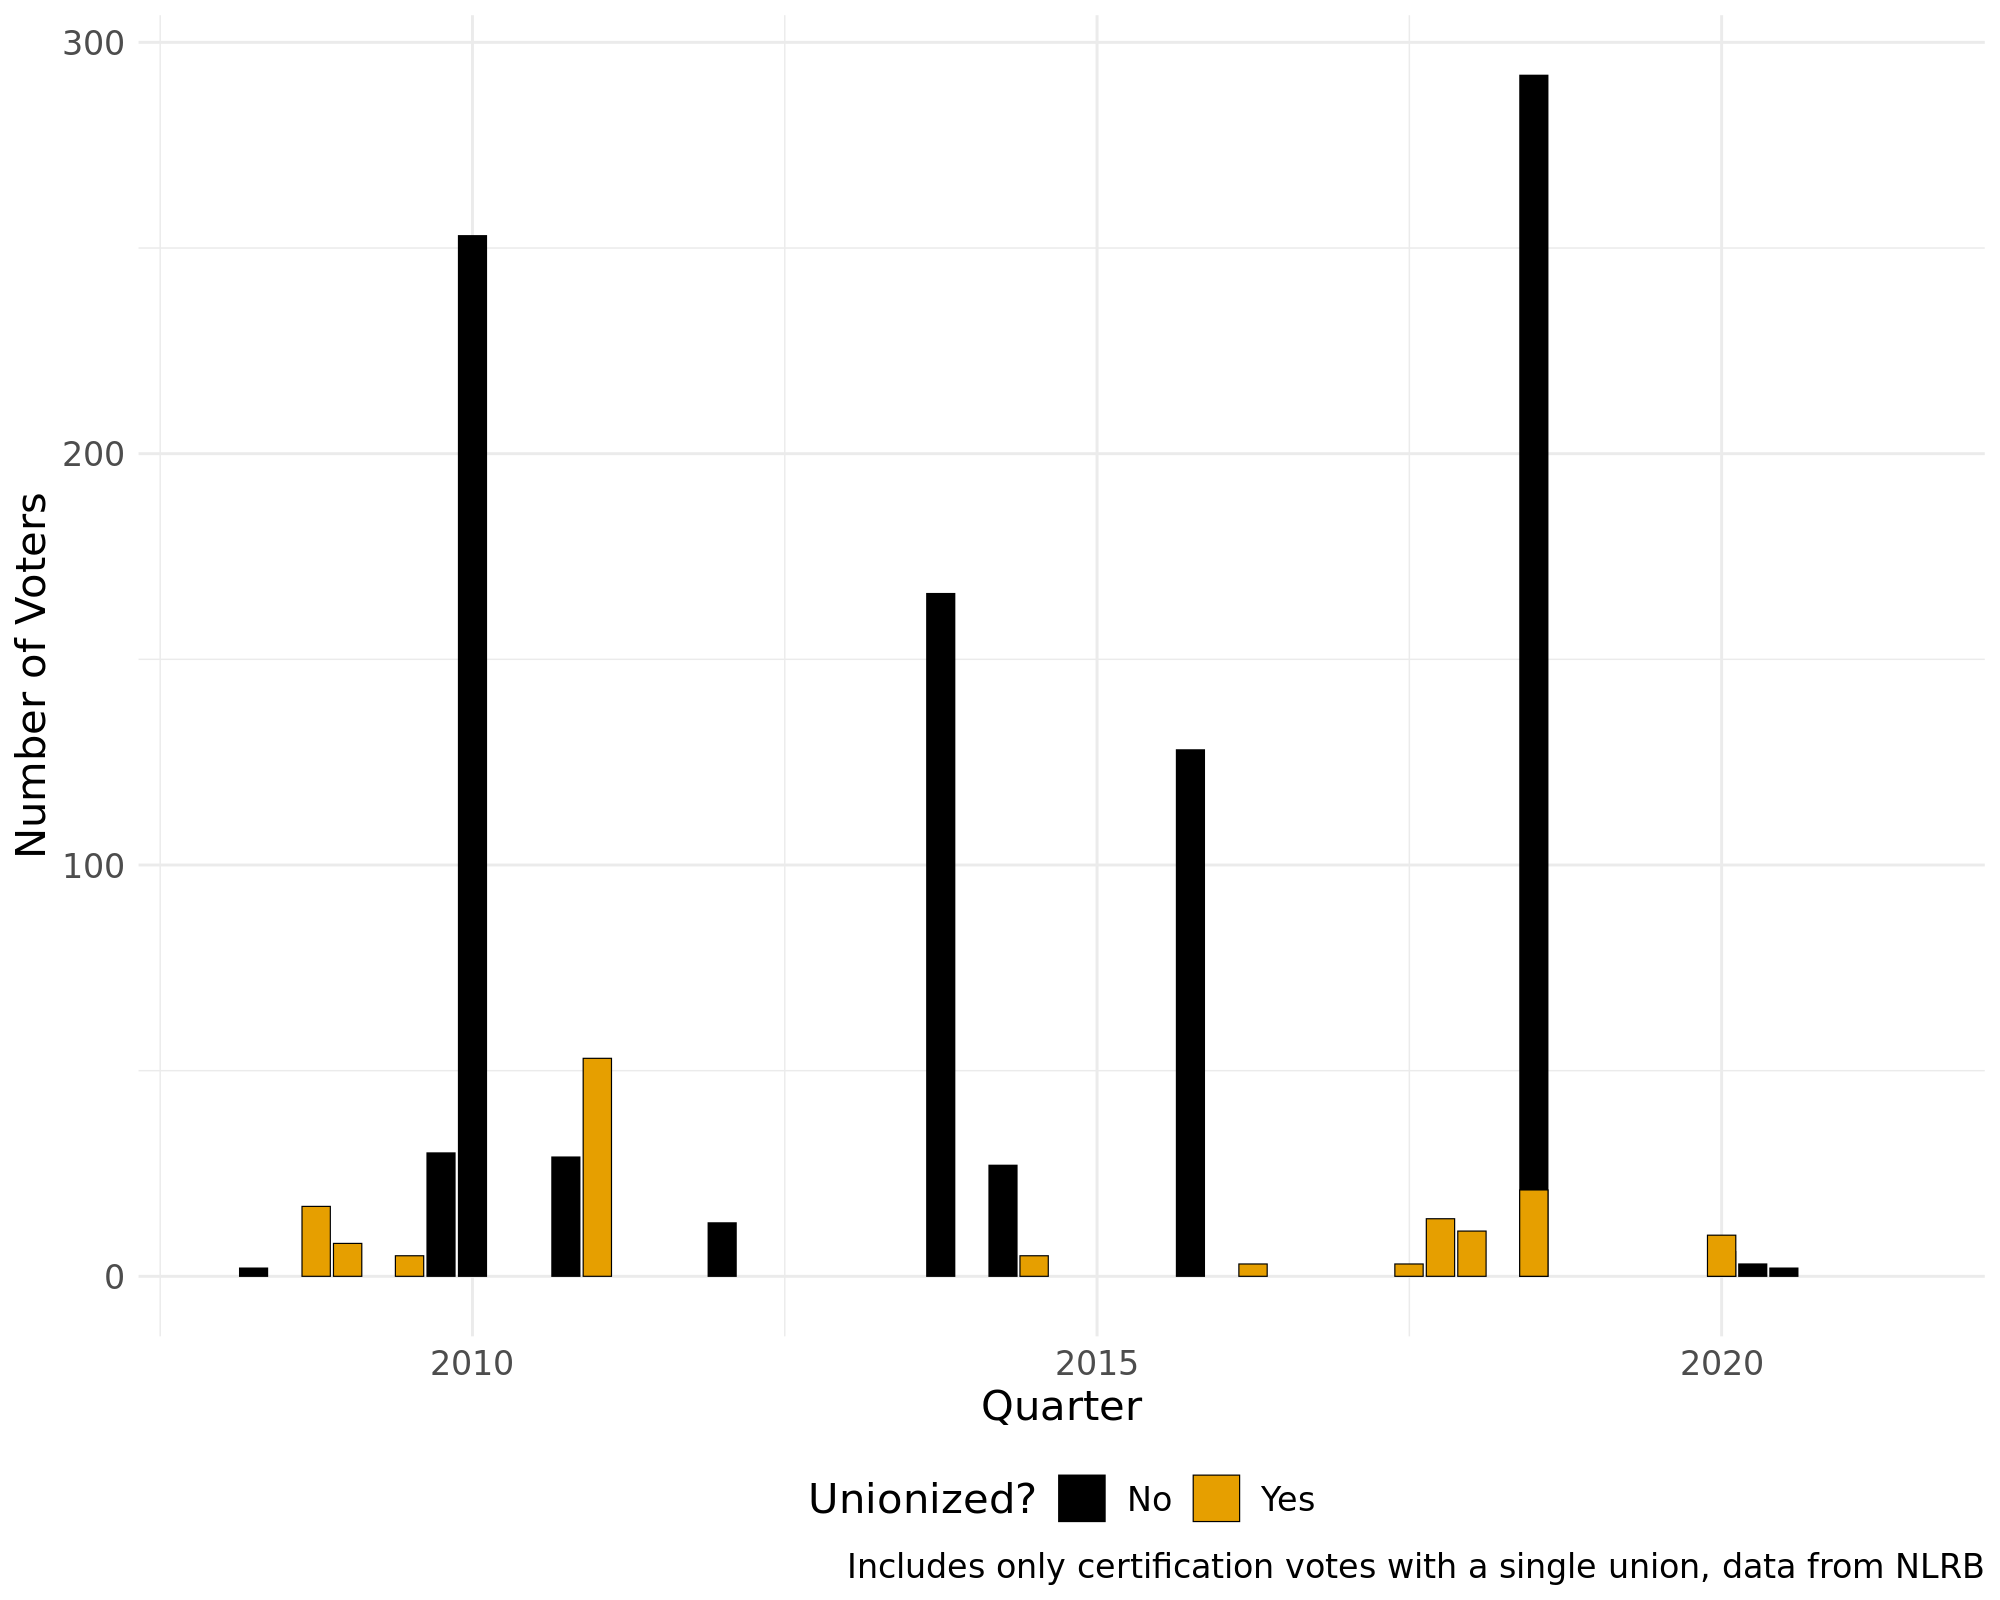 300
200
100
0
Number of Voters
2010 2015 2020
Quarter
Unionized? No Yes
Includes only certification votes with a single union, data from NLRB